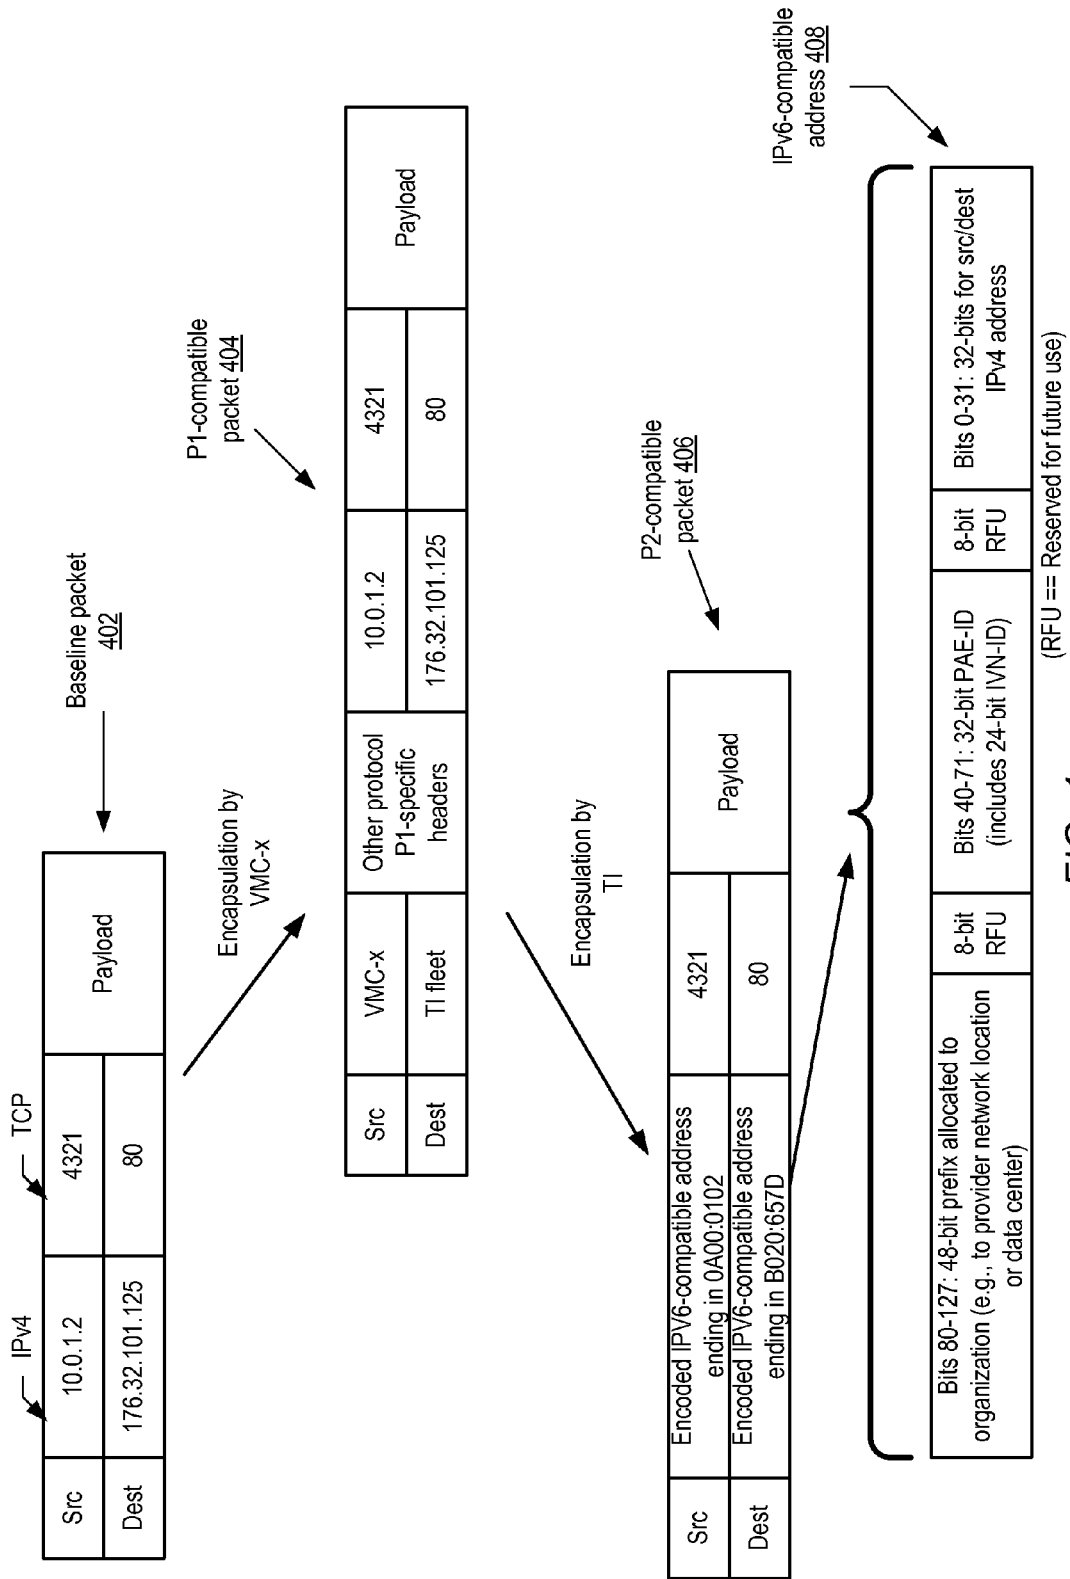 IPv4
TCP
Src
10.0.1.2
4321
Payload
Dest
176.32.101.125
80
Baseline packet
402
Encapsulation by
VMC-x
P1-compatible
packet 404
Src
VMC-x
Other protocol
P1-specific
headers
10.0.1.2
4321
Payload
Dest
TI fleet
176.32.101.125
80
Encapsulation by
TI
P2-compatible
packet 406
Src
Encoded IPV6-compatible address
ending in 0A00:0102
4321
Payload
Dest
Encoded IPV6-compatible address
ending in B020:657D
80
IPv6-compatible
address 408
Bits 80-127: 48-bit prefix allocated to
organization (e.g., to provider network location
or data center)
8-bit
RFU
Bits 40-71: 32-bit PAE-ID
(includes 24-bit IVN-ID)
8-bit
RFU
Bits 0-31: 32-bits for src/dest
IPv4 address
(RFU == Reserved for future use)